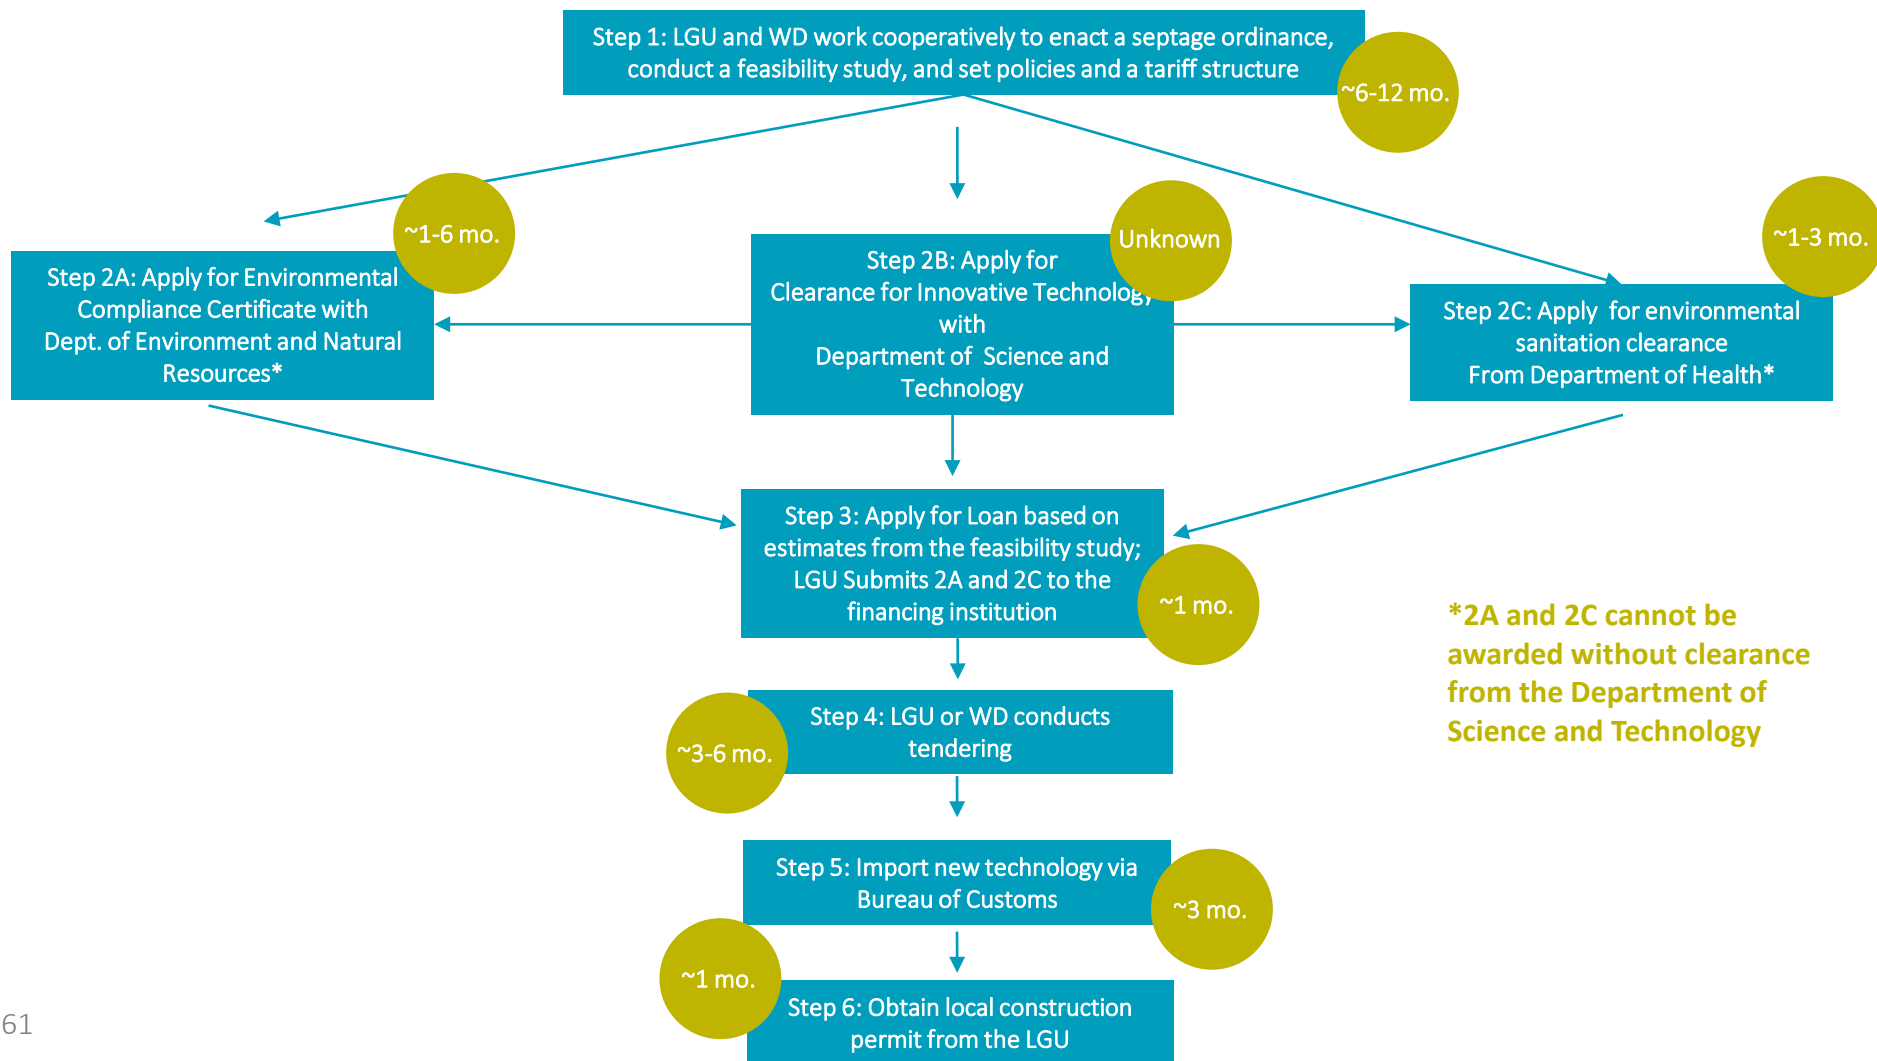 Step 1: LGU and WD work cooperatively to enact a septage ordinance,
conduct a feasibility study, and set policies and a tariff structure
~6-12 mo.
~1-6 mo.
Step 2A: Apply for Environmental
Compliance Certificate with
Dept. of Environment and Natural
Resources*
Unknown
Step 2B: Apply for
Clearance for Innovative Technology
with
Department of Science and
Technology
~1-3 mo.
Step 2C: Apply for environmental
sanitation clearance
From Department of Health*
Step 3: Apply for Loan based on
estimates from the feasibility study;
LGU Submits 2A and 2C to the
financing institution
~1 mo.
*2A and 2C cannot be
awarded without clearance
from the Department of
Science and Technology
Step 4: LGU or WD conducts
tendering
~3-6 mo.
Step 5: Import new technology via
Bureau of Customs
~3 mo.
~1 mo.
Step 6: Obtain local construction
permit from the LGU
61